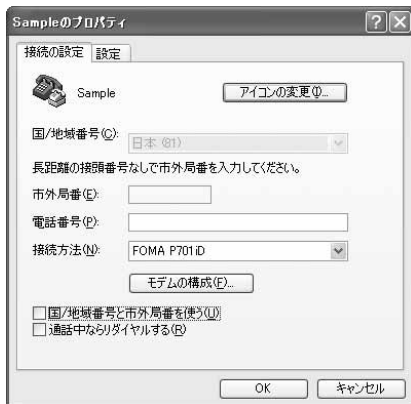 Sampleのプロパティ
接続の設定 設定
Sample
アイコンの変更(I)...
国/地域番号(C):
日本 (81)
長距離の接頭番号なしで市外局番を入力してください。
市外局番(E):
電話番号(P):
接続方法(N):
FOMA P701iD
モデムの構成(F)...
国/地域番号と市外局番を使う(U)
通話中ならリダイヤルする(R)
OK キャンセル